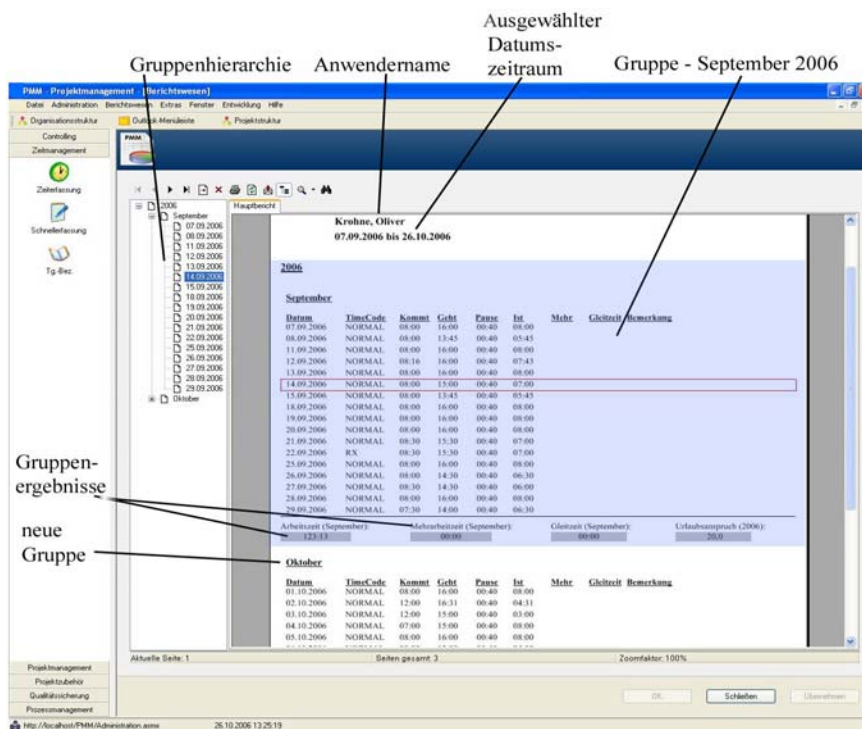 Ausgewählter
Datums-
zeitraum
Gruppenhierarchie Anwendername Gruppe - September 2006
PMM - Projektmanagement - [Berichtswesen]
Datei Administration Berichtswesen Extras Fenster Entwicklung Hilfe
Organisationsstruktur Outlook-Menüleiste Projektstruktur
Controlling
Zeitmanagement
PMM
Zeiterfassung
Schnellerfassung
Tg.-Bez.
2006
September
07.09.2006
08.09.2006
11.09.2006
12.09.2006
13.09.2006
14.09.2006
15.09.2006
18.09.2006
19.09.2006
20.09.2006
21.09.2006
22.09.2006
25.09.2006
26.09.2006
27.09.2006
28.09.2006
29.09.2006
Oktober
Hauptbericht
Krohne, Oliver
07.09.2006 bis 26.10.2006
2006
September
Datum TimeCode Kommt Geht Pause Ist Mehr Gleitzeit Bemerkung
07.09.2006 NORMAL 08:00 16:00 00:40 08:00
08.09.2006 NORMAL 08:00 13:45 00:40 05:45
11.09.2006 NORMAL 08:00 16:00 00:40 08:00
12.09.2006 NORMAL 08:16 16:00 00:40 07:43
13.09.2006 NORMAL 08:00 16:00 00:40 08:00
14.09.2006 NORMAL 08:00 15:00 00:40 07:00
15.09.2006 NORMAL 08:00 13:45 00:40 05:45
18.09.2006 NORMAL 08:00 16:00 00:40 08:00
19.09.2006 NORMAL 08:00 16:00 00:40 08:00
20.09.2006 NORMAL 08:00 16:00 00:40 08:00
21.09.2006 NORMAL 08:30 15:30 00:40 07:00
22.09.2006 RX 08:30 15:30 00:40 07:00
25.09.2006 NORMAL 08:00 16:00 00:40 08:00
26.09.2006 NORMAL 08:00 14:30 00:40 06:30
27.09.2006 NORMAL 08:30 14:30 00:40 06:00
28.09.2006 NORMAL 08:00 16:00 00:40 08:00
29.09.2006 NORMAL 07:30 14:00 00:40 06:30
Arbeitszeit (September): Mehrarbeitzeit (September): Gleitzeit (September): Urlaubsanspruch (2006):
123:13 00:00 00:00 20,0
Gruppen-
ergebnisse
neue
Gruppe
Oktober
Datum TimeCode Kommt Geht Pause Ist Mehr Gleitzeit Bemerkung
01.10.2006 NORMAL 08:00 16:00 00:40 08:00
02.10.2006 NORMAL 12:00 16:31 00:40 04:31
03.10.2006 NORMAL 12:00 15:00 00:40 03:00
04.10.2006 NORMAL 07:00 15:00 00:40 08:00
05.10.2006 NORMAL 08:00 16:00 00:40 08:00
Aktuelle Seite: 1 Seiten gesamt: 3 Zoomfaktor: 100%
Projektmanagement
Projektzubehör
Qualitätssicherung
Prozessmanagement
OK Schließen Übernehmen
http://localhost/PMM/Administration.asmx 26.10.2006 13:25:19